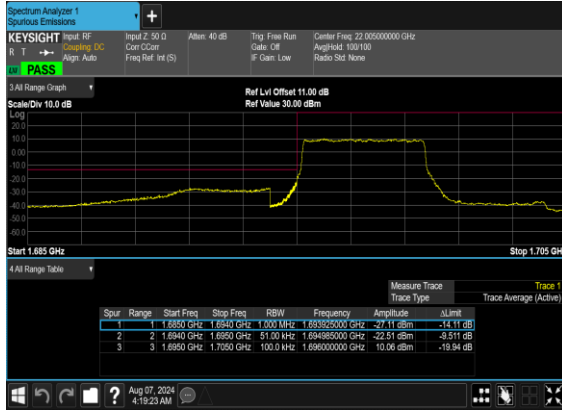 Spectrum Analyzer 1
Spurious Emissions
+
KEYSIGHT Input: RF Input Z: 50 Ω Atten: 40 dB Trig: Free Run Center Freq: 22.005000000 GHz
R T Coupling: DC Corr CCorr Gate: Off Avg|Hold: 100/100
Align: Auto Freq Ref: Int (S) IF Gain: Low Radio Std: None
PASS
3 All Range Graph Ref Lvl Offset 11.00 dB
Scale/Div 10.0 dB Ref Value 30.00 dBm
Log
20.0
10.0
0.00
-10.0
-20.0
-30.0
-40.0
-50.0
-60.0
Start 1.685 GHz Stop 1.705 GH
4 All Range Table
Measure Trace Trace 1
Trace Type Trace Average (Active)
Spur Range Start Freq Stop Freq RBW Frequency Amplitude ΔLimit
1 1 1.6850 GHz 1.6940 GHz 1.000 MHz 1.693925000 GHz -27.11 dBm -14.11 dB
2 2 1.6940 GHz 1.6950 GHz 51.00 kHz 1.694985000 GHz -22.51 dBm -9.511 dB
3 3 1.6950 GHz 1.7050 GHz 100.0 kHz 1.696000000 GHz 10.06 dBm -19.94 dB
? Aug 07, 2024
4:19:23 AM